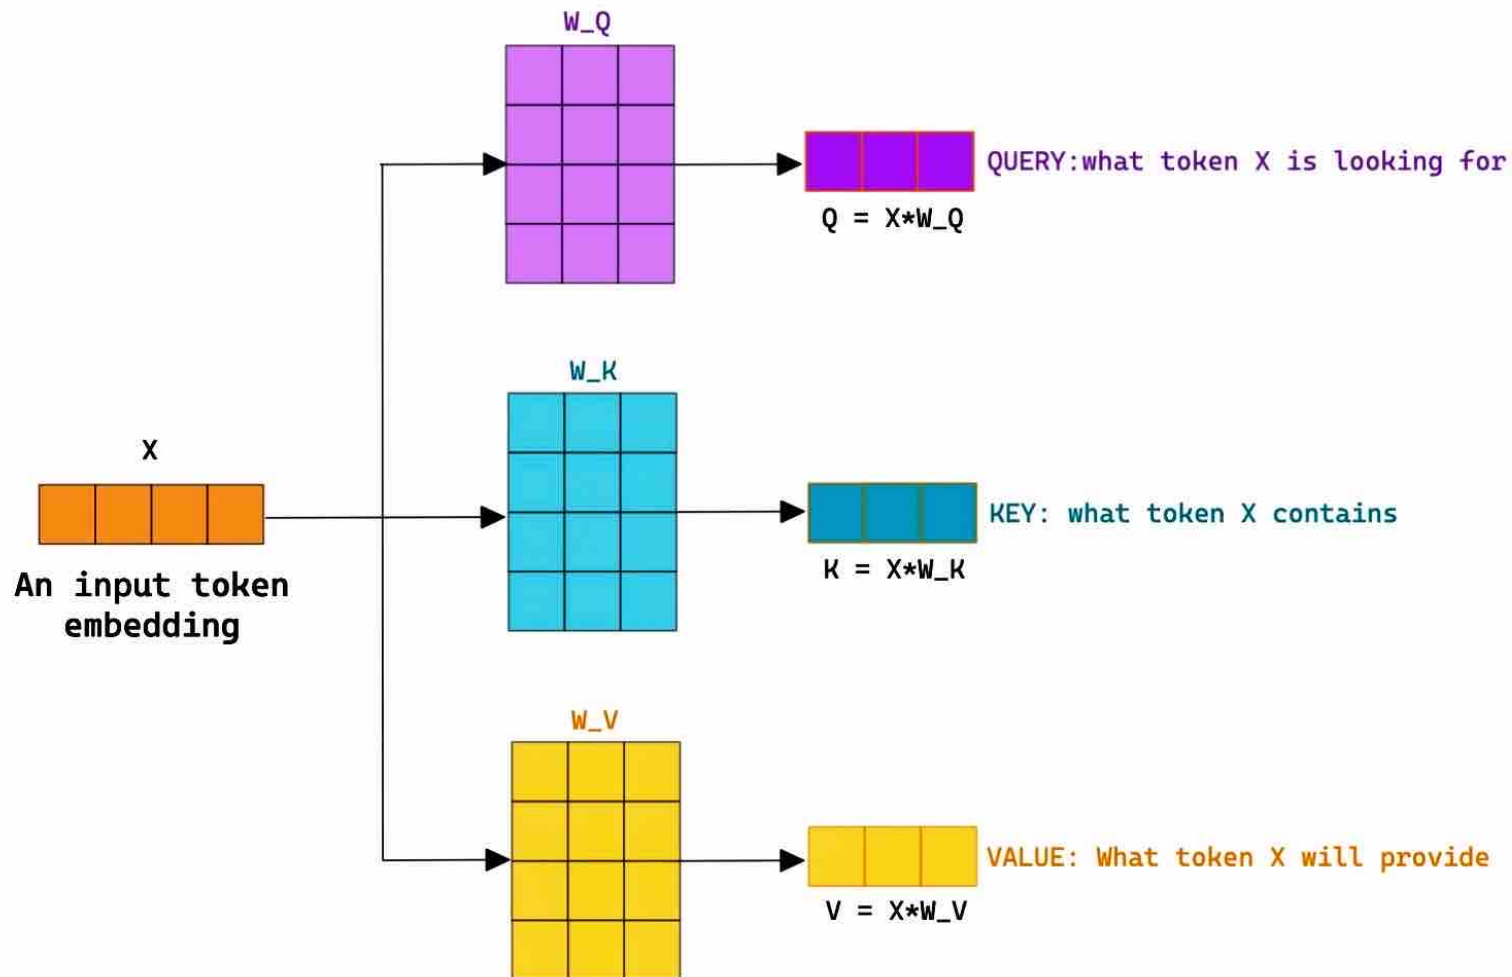 W_Q
QUERY:what token X is looking for
Q = X*W_Q
W_K
X
KEY: what token X contains
K = X*W_K
An input token
embedding
W_V
VALUE: What token X will provide
V = X*W_V